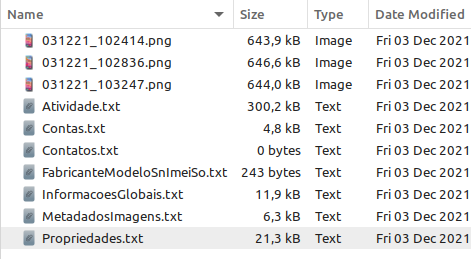 Name Size Type Date Modified
031221_102414.png 643,9 kB Image Fri 03 Dec 2021
031221_102836.png 646,6 kB Image Fri 03 Dec 2021
031221_103247.png 644,0 kB Image Fri 03 Dec 2021
Atividade.txt 300,2 kB Text Fri 03 Dec 2021
Contas.txt 4,8 kB Text Fri 03 Dec 2021
Contatos.txt 0 bytes Text Fri 03 Dec 2021
FabricanteModeloSnImeiSo.txt 243 bytes Text Fri 03 Dec 2021
InformacoesGlobais.txt 11,9 kB Text Fri 03 Dec 2021
MetadadosImagens.txt 6,3 kB Text Fri 03 Dec 2021
Propriedades.txt 21,3 kB Text Fri 03 Dec 2021